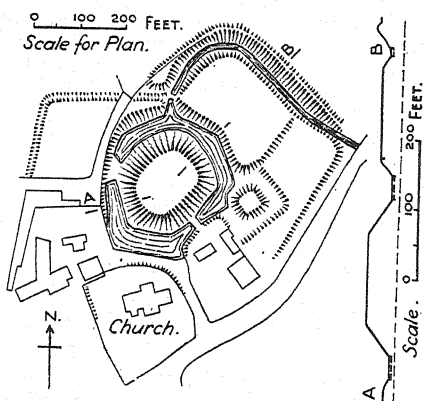 0 100 200 FEET.
Scale for Plan.
B
B
A
N.
Church.
200 FEET.
100
0
Scale.
A